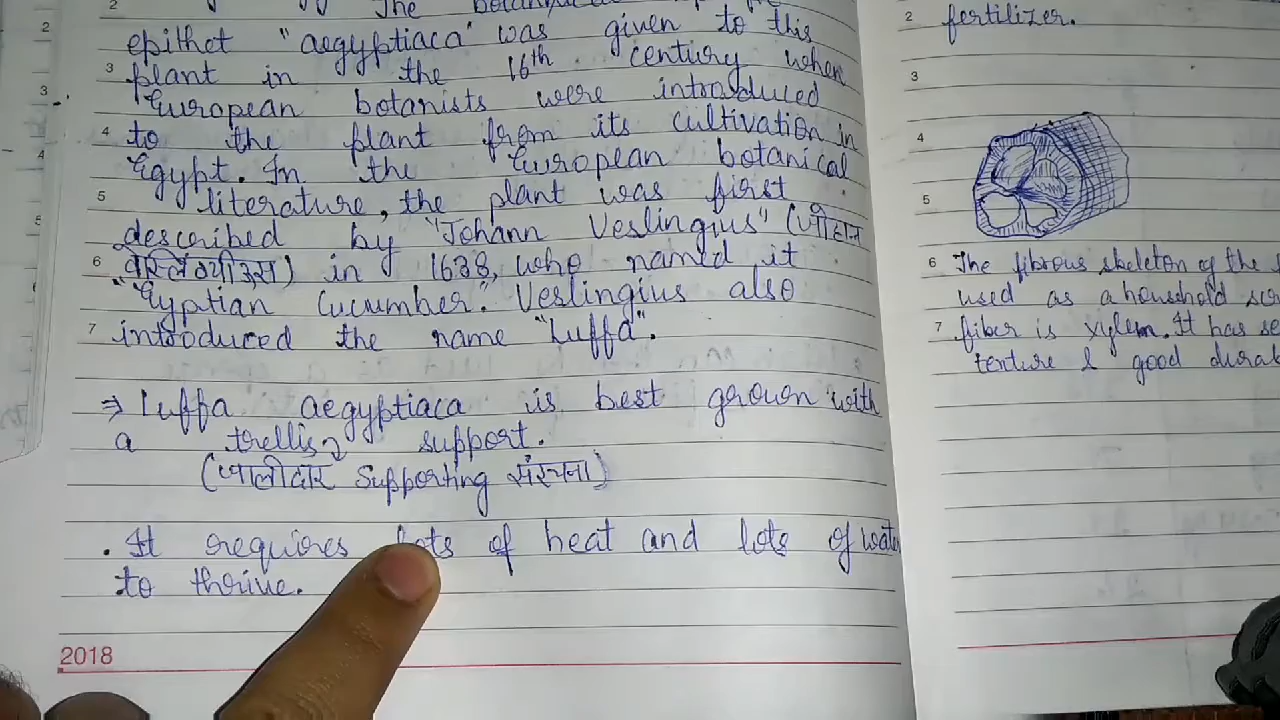 The
epithet "aegyptiaca" was given to this
plant in the 16th century when
European botanists were introduced
to the plant from its cultivation in
Egypt. In the European botanical
literature, the plant was first
described by "Johann Veslingius" (जोहान
वेस्लिंगीउस) in 1638, who named it
"Egyptian Cucumber". Veslingius also
introduced the name "Luffa".
⇒ Luffa aegyptiaca is best grown with
a trellis support.
(जालीदार Supporting संरचना)
. It requires lots of heat and lots of water
to thrive.
2018
fertilizer.
The fibrous skeleton of the
used as a household
fiber is xylem. It has
texture & good